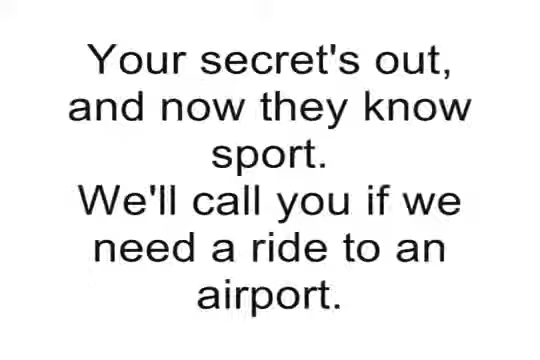 Your secret's out,
and now they know
sport.
We'll call you if we
need a ride to an
airport.